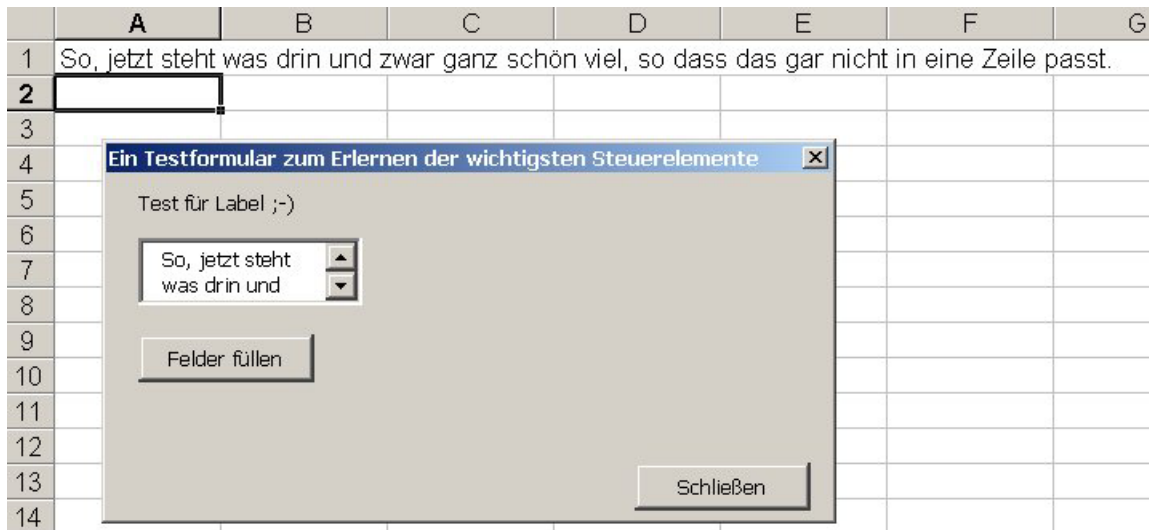 A B C D E F G
1 So, jetzt steht was drin und zwar ganz schön viel, so dass das gar nicht in eine Zeile passt.
2
3
4 Ein Testformular zum Erlernen der wichtigsten Steuerelemente
5 Test für Label ;-)
6
So, jetzt steht
7
was drin und
8
9
Felder füllen
10
11
12
13 Schließen
14